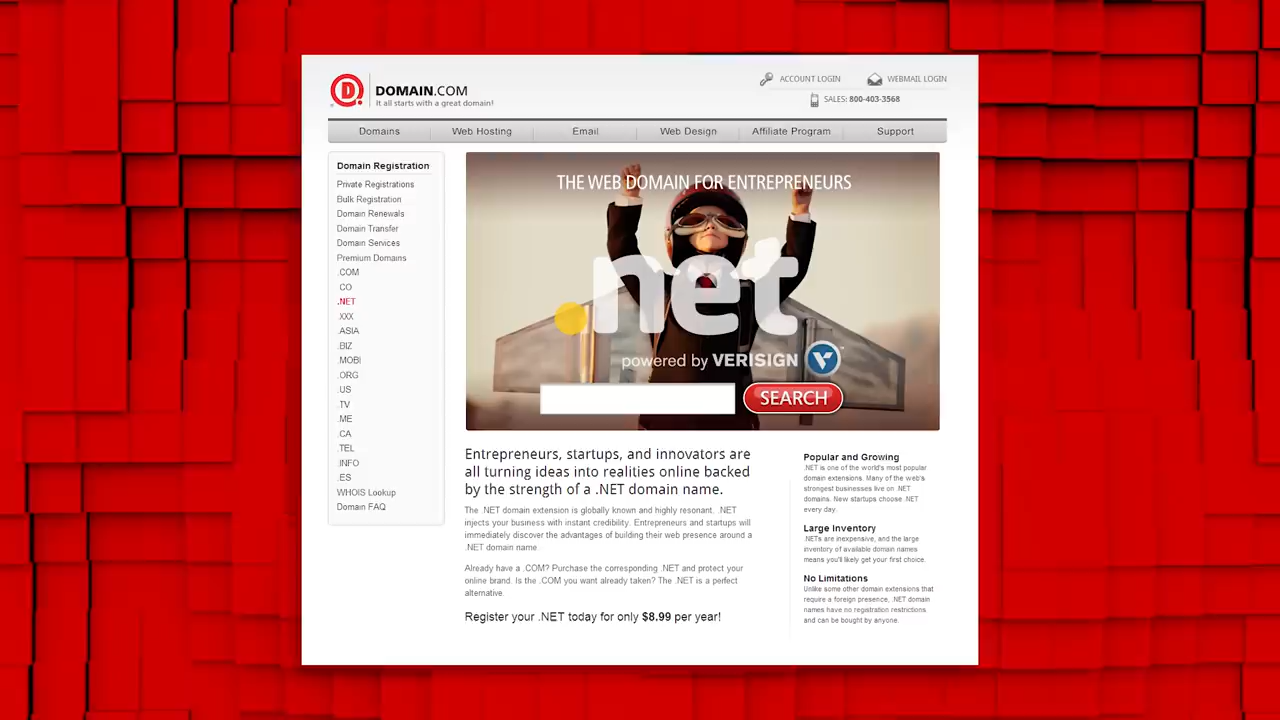 D
DOMAIN.COM
It all starts with a great domain!
ACCOUNT LOGIN
WEBMAIL LOGIN
SALES: 800-403-3568
Domains
Web Hosting
Email
Web Design
Affiliate Program
Support
Domain Registration
Private Registrations
Bulk Registration
Domain Renewals
Domain Transfer
Domain Services
Premium Domains
.COM
.CO
.NET
.XXX
.ASIA
.BIZ
.MOBI
.ORG
.US
.TV
.ME
.CA
.TEL
.INFO
.ES
WHOIS Lookup
Domain FAQ
THE WEB DOMAIN FOR ENTREPRENEURS
.net
powered by VERISIGN
SEARCH
Entrepreneurs, startups, and innovators are
all turning ideas into realities online backed
by the strength of a .NET domain name.
The .NET domain extension is globally known and highly resonant. .NET
injects your business with instant credibility. Entrepreneurs and startups will
immediately discover the advantages of building their web presence around a
.NET domain name
Already have a .COM? Purchase the corresponding .NET and protect your
online brand. Is the .COM you want already taken? The .NET is a perfect
alternative.
Register your .NET today for only $8.99 per year!
Popular and Growing
.NET is one of the world's most popular
domain extensions. Many of the web's
strongest businesses live on .NET
domains. New startups choose .NET
every day.
Large Inventory
.NETs are inexpensive, and the large
inventory of available domain names
means you'll likely get your first choice.
No Limitations
Unlike some other domain extensions that
require a foreign presence, .NET domain
names have no registration restrictions
and can be bought by anyone.